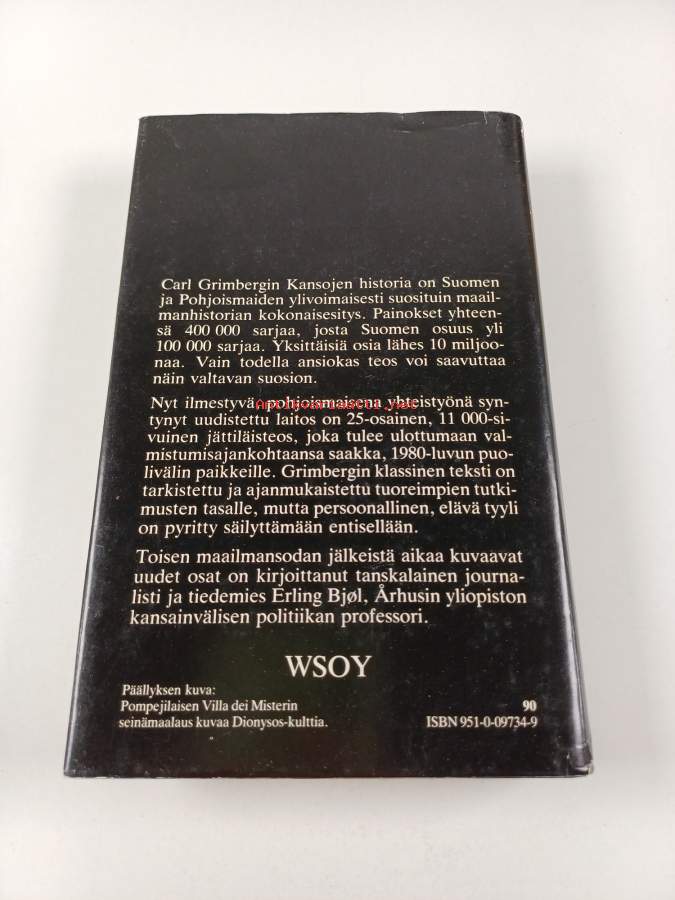 Carl Grimbergin Kansojen historia on Suomen
ja Pohjoismaiden ylivoimaisesti suosituin maail-
manhistorian kokonaisesitys. Painokset yhteen-
sä 400 000 sarjaa, josta Suomen osuus yli
100 000 sarjaa. Yksittäisiä osia lähes 10 miljoo-
naa. Vain todella ansiokas teos voi saavuttaa
näin valtavan suosion.
Nyt ilmestyvä, pohjoismaisena yhteistyönä syn-
tynyt uudistettu laitos on 25-osainen, 11 000-si-
vuinen jättiläisteos, joka tulee ulottumaan val-
mistumisajankohtaansa saakka, 1980-luvun puo-
livälin paikkeille. Grimbergin klassinen teksti on
tarkistettu ja ajanmukaistettu tuoreimpien tutki-
musten tasalle, mutta persoonallinen, elävä tyyli
on pyritty säilyttämään entisellään.
Toisen maailmansodan jälkeistä aikaa kuvaavat
uudet osat on kirjoittanut tanskalainen journa-
listi ja tiedemies Erling Bjøl, Århusin yliopiston
kansainvälisen politiikan professori.
WSOY
Päällyksen kuva:
Pompejilaisen Villa dei Misterin
seinämaalaus kuvaa Dionysos-kulttia.
90
ISBN 951-0-09734-9